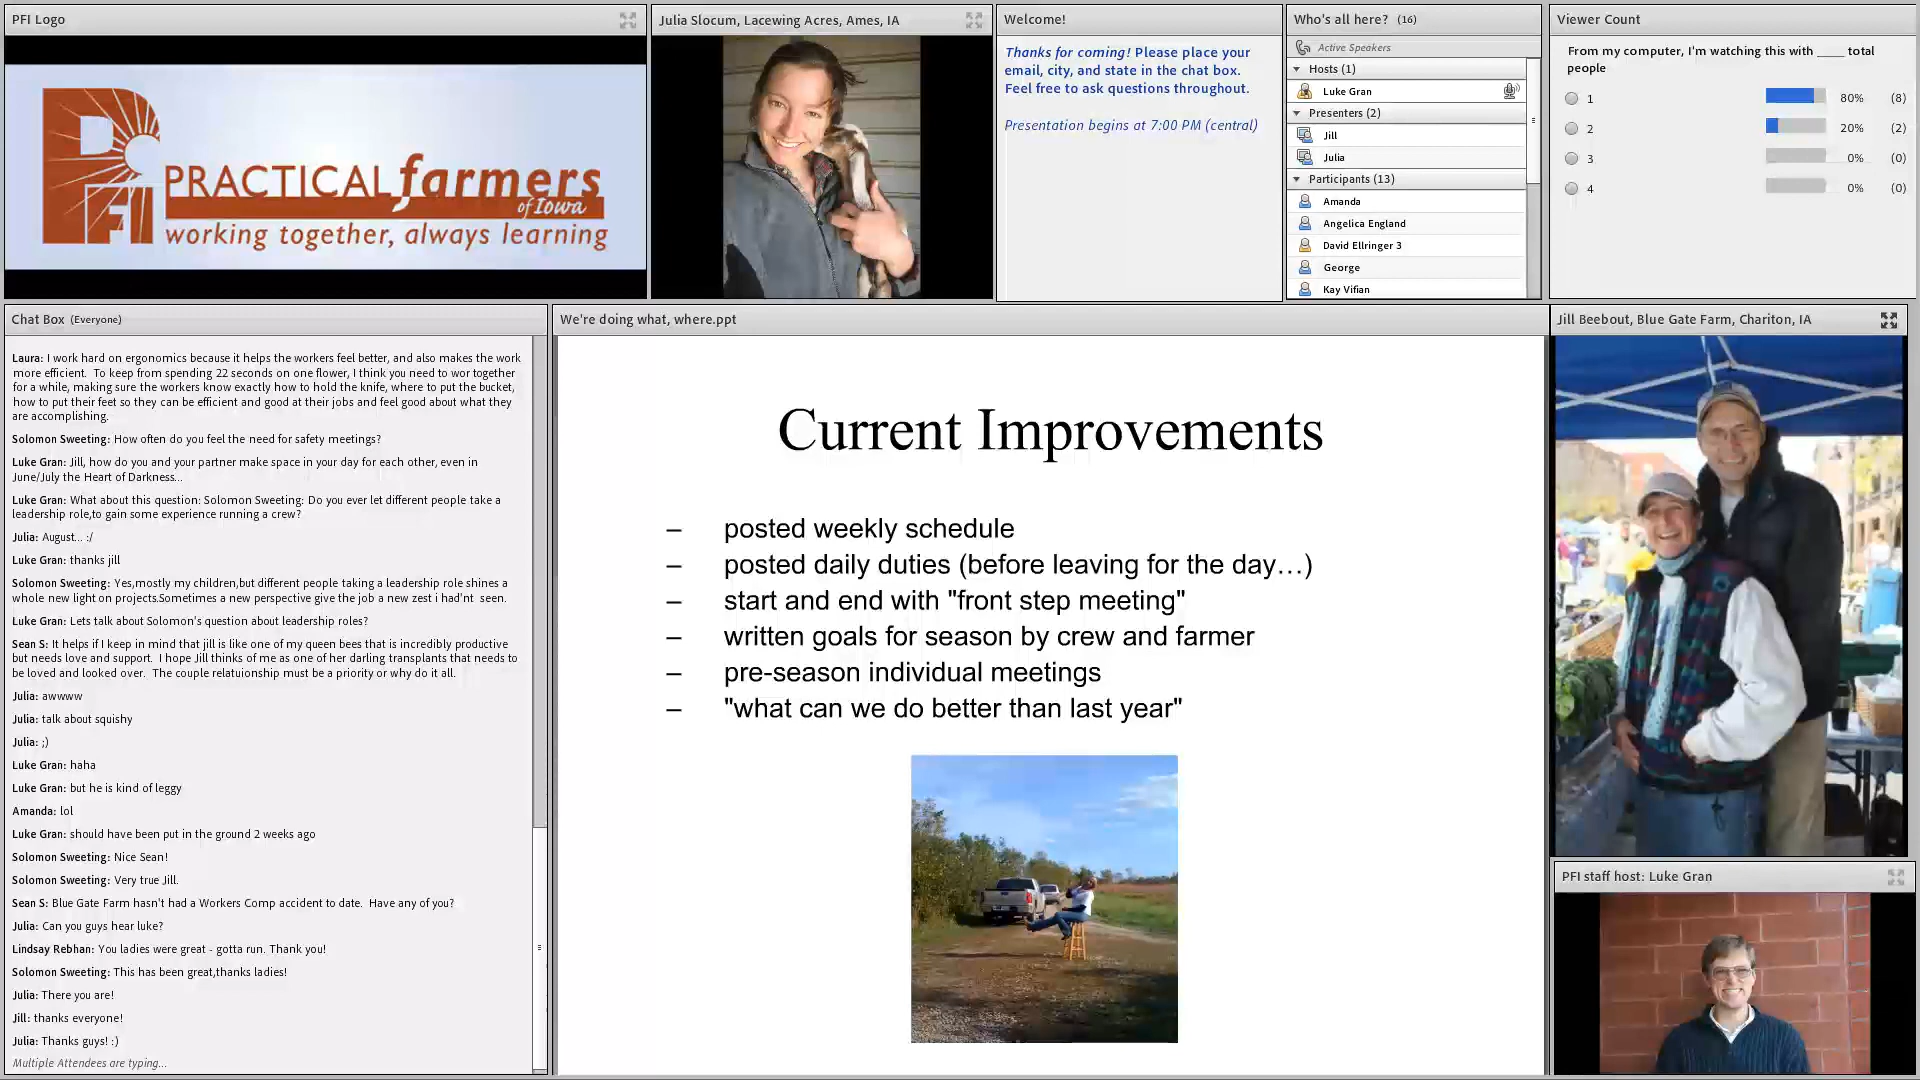 PFI Logo
PFI
PRACTICAL farmers
of Iowa
working together, always learning
Julia Slocum, Lacewing Acres, Ames, IA
Welcome!
Thanks for coming! Please place your
email, city, and state in the chat box.
Feel free to ask questions throughout.
Presentation begins at 7:00 PM (central)
Who's all here? (16)
Active Speakers
Hosts (1)
Luke Gran
Presenters (2)
Jill
Julia
Participants (13)
Amanda
Angelica England
David Ellringer 3
George
Kay Vifian
Viewer Count
From my computer, I'm watching this with ____ total
people
1 80% (8)
2 20% (2)
3 0% (0)
4 0% (0)
Chat Box (Everyone)
Laura: I work hard on ergonomics because it helps the workers feel better, and also makes the work
more efficient. To keep from spending 22 seconds on one flower, I think you need to wor together
for a while, making sure the workers know exactly how to hold the knife, where to put the bucket,
how to put their feet so they can be efficient and good at their jobs and feel good about what they
are accomplishing.
Solomon Sweeting: How often do you feel the need for safety meetings?
Luke Gran: Jill, how do you and your partner make space in your day for each other, even in
June/July the Heart of Darkness...
Luke Gran: What about this question: Solomon Sweeting: Do you ever let different people take a
leadership role,to gain some experience running a crew?
Julia: August... :/
Luke Gran: thanks jill
Solomon Sweeting: Yes,mostly my children,but different people taking a leadership role shines a
whole new light on projects.Sometimes a new perspective give the job a new zest i had'nt seen.
Luke Gran: Lets talk about Solomon's question about leadership roles?
Sean S: It helps if I keep in mind that jill is like one of my queen bees that is incredibly productive
but needs love and support. I hope Jill thinks of me as one of her darling transplants that needs to
be loved and looked over. The couple relatuionship must be a priority or why do it all.
Julia: awwww
Julia: talk about squishy
Julia: ;)
Luke Gran: haha
Luke Gran: but he is kind of leggy
Amanda: lol
Luke Gran: should have been put in the ground 2 weeks ago
Solomon Sweeting: Nice Sean!
Solomon Sweeting: Very true Jill.
Sean S: Blue Gate Farm hasn't had a Workers Comp accident to date. Have any of you?
Julia: Can you guys hear luke?
Lindsay Rebhan: You ladies were great - gotta run. Thank you!
Solomon Sweeting: This has been great,thanks ladies!
Julia: There you are!
Jill: thanks everyone!
Julia: Thanks guys! :)
Multiple Attendees are typing...
We're doing what, where.ppt
Current Improvements
– posted weekly schedule
– posted daily duties (before leaving for the day…)
– start and end with "front step meeting"
– written goals for season by crew and farmer
– pre-season individual meetings
– "what can we do better than last year"
Jill Beebout, Blue Gate Farm, Chariton, IA
PFI staff host: Luke Gran